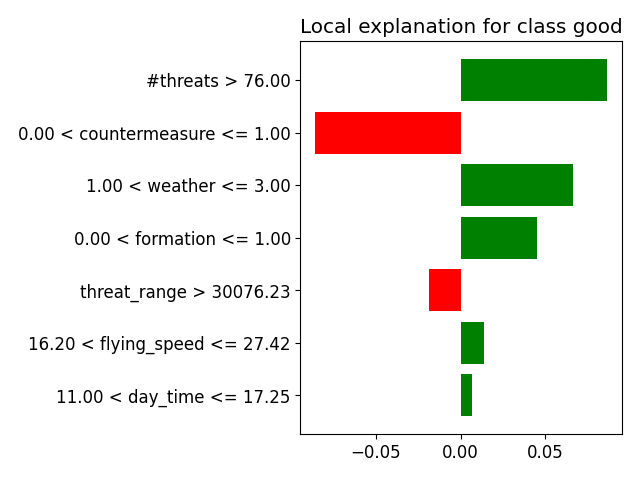 Local explanation for class good
#threats > 76.00
0.00 < countermeasure <= 1.00
1.00 < weather <= 3.00
0.00 < formation <= 1.00
threat_range > 30076.23
16.20 < flying_speed <= 27.42
11.00 < day_time <= 17.25
−0.05 0.00 0.05